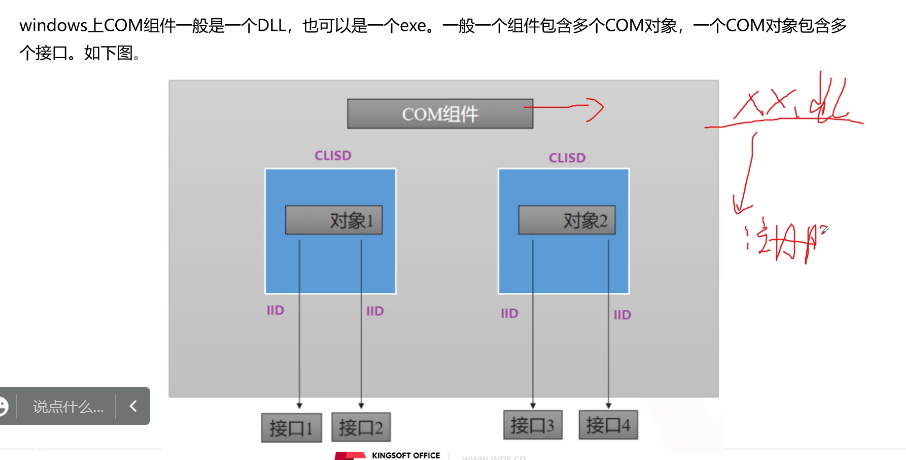 windows上COM组件一般是一个DLL，也可以是一个exe。一般一个组件包含多个COM对象，一个COM对象包含多
个接口。如下图。
COM组件
xx.dll
CLISD
CLISD
对象1
对象2
IID
IID
IID
IID
说点什么...
接口1
接口2
接口3
接口4
KINGSOFT OFFICE
www.wps.cn